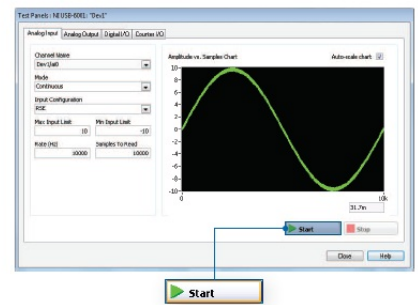 Test Panels : NI USB-6001: "Dev1"
Analog Input Analog Output Digital I/O Counter I/O
Channel Name
Dev1/ai0
Mode
Continuous
Input Configuration
RSE
Max Input Limit Min Input Limit
10 -10
Rate (Hz) Samples To Read
10000 10000
Amplitude vs. Samples Chart Auto-scale chart
10-
8-
6-
4-
2-
0-
-2-
-4-
-6-
-8-
-10-
0 10k
31.7m
Start Stop
Close Help
Start